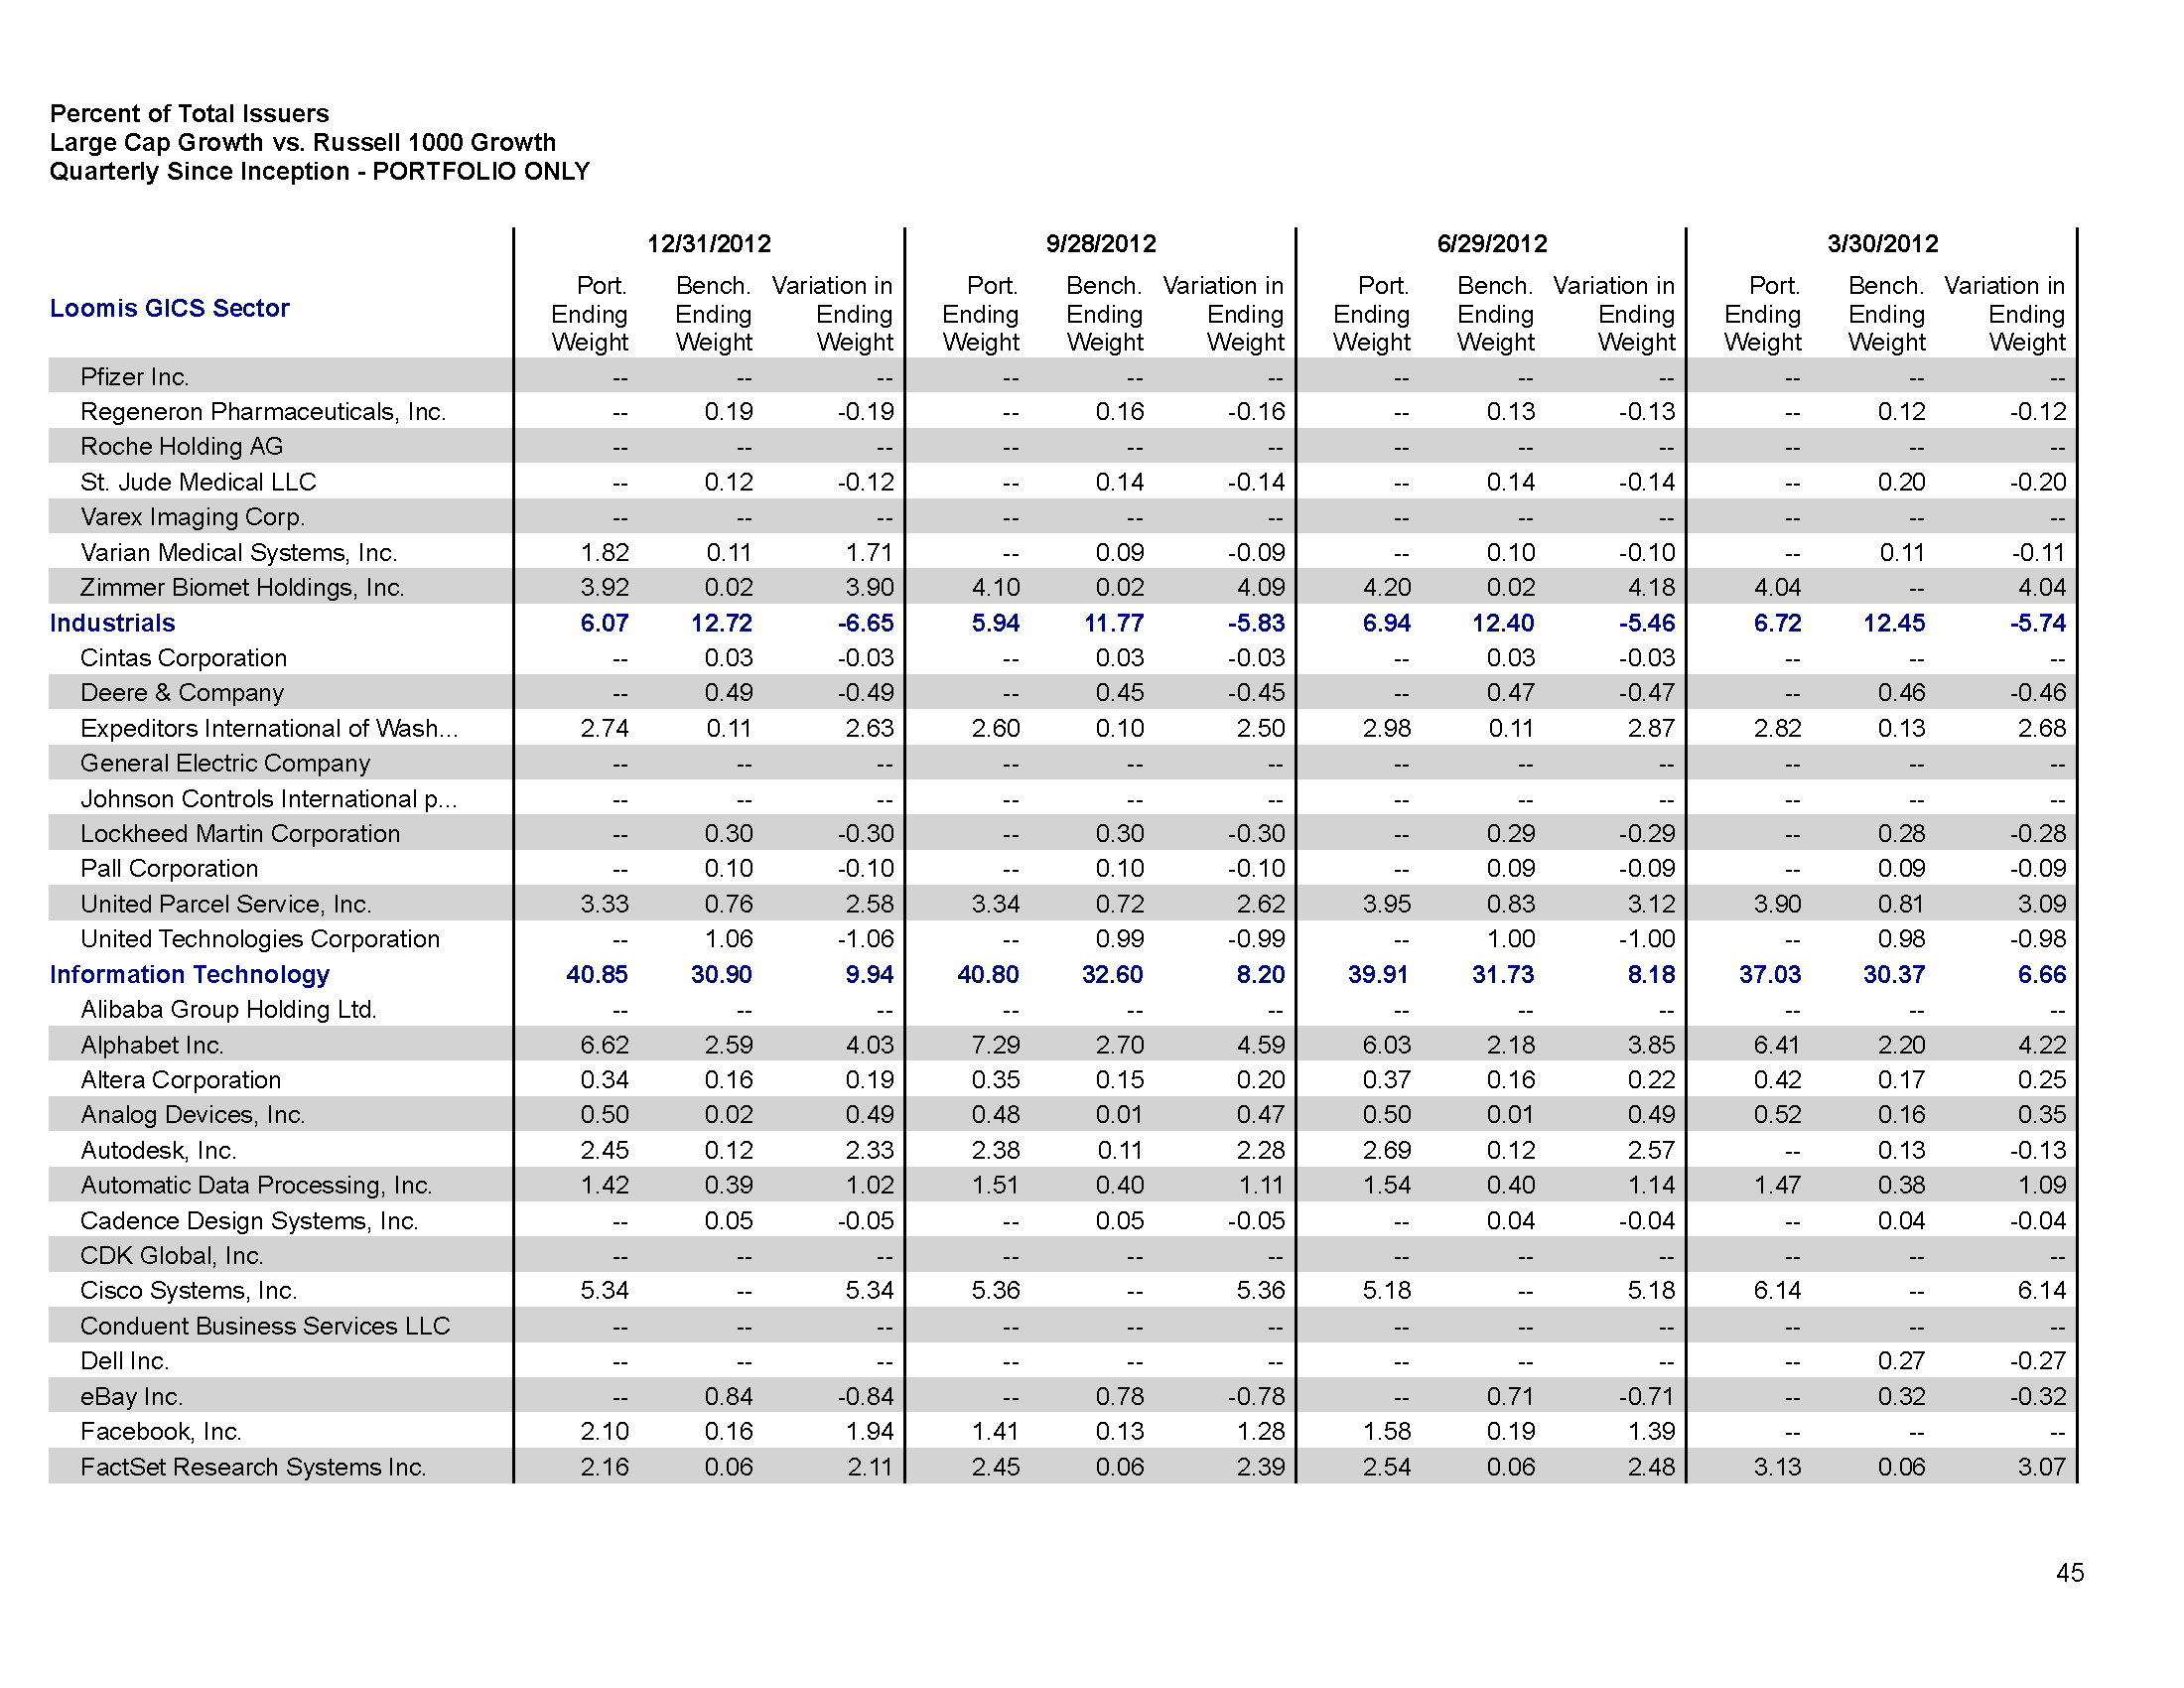 Percent of Total Issuers
Large Cap Growth vs. Russell 1000 Growth
Quarterly Since Inception - PORTFOLIO ONLY
12/31/2012 9/28/2012 6/29/2012 3/30/2012
Loomis GICS Sector
Port. Bench. Variation in Port. Bench. Variation in Port. Bench. Variation in Port. Bench. Variation in
Ending Ending Ending Ending Ending Ending Ending Ending Ending Ending Ending Ending
Weight Weight Weight Weight Weight Weight Weight Weight Weight Weight Weight Weight
Pfizer Inc. -- -- -- -- -- -- -- -- -- -- -- --
Regeneron Pharmaceuticals, Inc. -- 0.19 -0.19 -- 0.16 -0.16 -- 0.13 -0.13 -- 0.12 -0.12
Roche Holding AG -- -- -- -- -- -- -- -- -- -- -- --
St. Jude Medical LLC -- 0.12 -0.12 -- 0.14 -0.14 -- 0.14 -0.14 -- 0.20 -0.20
Varex Imaging Corp. -- -- -- -- -- -- -- -- -- -- -- --
Varian Medical Systems, Inc. 1.82 0.11 1.71 -- 0.09 -0.09 -- 0.10 -0.10 -- 0.11 -0.11
Zimmer Biomet Holdings, Inc. 3.92 0.02 3.90 4.10 0.02 4.09 4.20 0.02 4.18 4.04 -- 4.04
Industrials 6.07 12.72 -6.65 5.94 11.77 -5.83 6.94 12.40 -5.46 6.72 12.45 -5.74
Cintas Corporation -- 0.03 -0.03 -- 0.03 -0.03 -- 0.03 -0.03 -- -- --
Deere & Company -- 0.49 -0.49 -- 0.45 -0.45 -- 0.47 -0.47 -- 0.46 -0.46
Expeditors International of Wash... 2.74 0.11 2.63 2.60 0.10 2.50 2.98 0.11 2.87 2.82 0.13 2.68
General Electric Company -- -- -- -- -- -- -- -- -- -- -- --
Johnson Controls International p... -- -- -- -- -- -- -- -- -- -- -- --
Lockheed Martin Corporation -- 0.30 -0.30 -- 0.30 -0.30 -- 0.29 -0.29 -- 0.28 -0.28
Pall Corporation -- 0.10 -0.10 -- 0.10 -0.10 -- 0.09 -0.09 -- 0.09 -0.09
United Parcel Service, Inc. 3.33 0.76 2.58 3.34 0.72 2.62 3.95 0.83 3.12 3.90 0.81 3.09
United Technologies Corporation -- 1.06 -1.06 -- 0.99 -0.99 -- 1.00 -1.00 -- 0.98 -0.98
Information Technology 40.85 30.90 9.94 40.80 32.60 8.20 39.91 31.73 8.18 37.03 30.37 6.66
Alibaba Group Holding Ltd. -- -- -- -- -- -- -- -- -- -- -- --
Alphabet Inc. 6.62 2.59 4.03 7.29 2.70 4.59 6.03 2.18 3.85 6.41 2.20 4.22
Altera Corporation 0.34 0.16 0.19 0.35 0.15 0.20 0.37 0.16 0.22 0.42 0.17 0.25
Analog Devices, Inc. 0.50 0.02 0.49 0.48 0.01 0.47 0.50 0.01 0.49 0.52 0.16 0.35
Autodesk, Inc. 2.45 0.12 2.33 2.38 0.11 2.28 2.69 0.12 2.57 -- 0.13 -0.13
Automatic Data Processing, Inc. 1.42 0.39 1.02 1.51 0.40 1.11 1.54 0.40 1.14 1.47 0.38 1.09
Cadence Design Systems, Inc. -- 0.05 -0.05 -- 0.05 -0.05 -- 0.04 -0.04 -- 0.04 -0.04
CDK Global, Inc. -- -- -- -- -- -- -- -- -- -- -- --
Cisco Systems, Inc. 5.34 -- 5.34 5.36 -- 5.36 5.18 -- 5.18 6.14 -- 6.14
Conduent Business Services LLC -- -- -- -- -- -- -- -- -- -- -- --
Dell Inc. -- -- -- -- -- -- -- -- -- -- 0.27 -0.27
eBay Inc. -- 0.84 -0.84 -- 0.78 -0.78 -- 0.71 -0.71 -- 0.32 -0.32
Facebook, Inc. 2.10 0.16 1.94 1.41 0.13 1.28 1.58 0.19 1.39 -- -- --
FactSet Research Systems Inc. 2.16 0.06 2.11 2.45 0.06 2.39 2.54 0.06 2.48 3.13 0.06 3.07
45